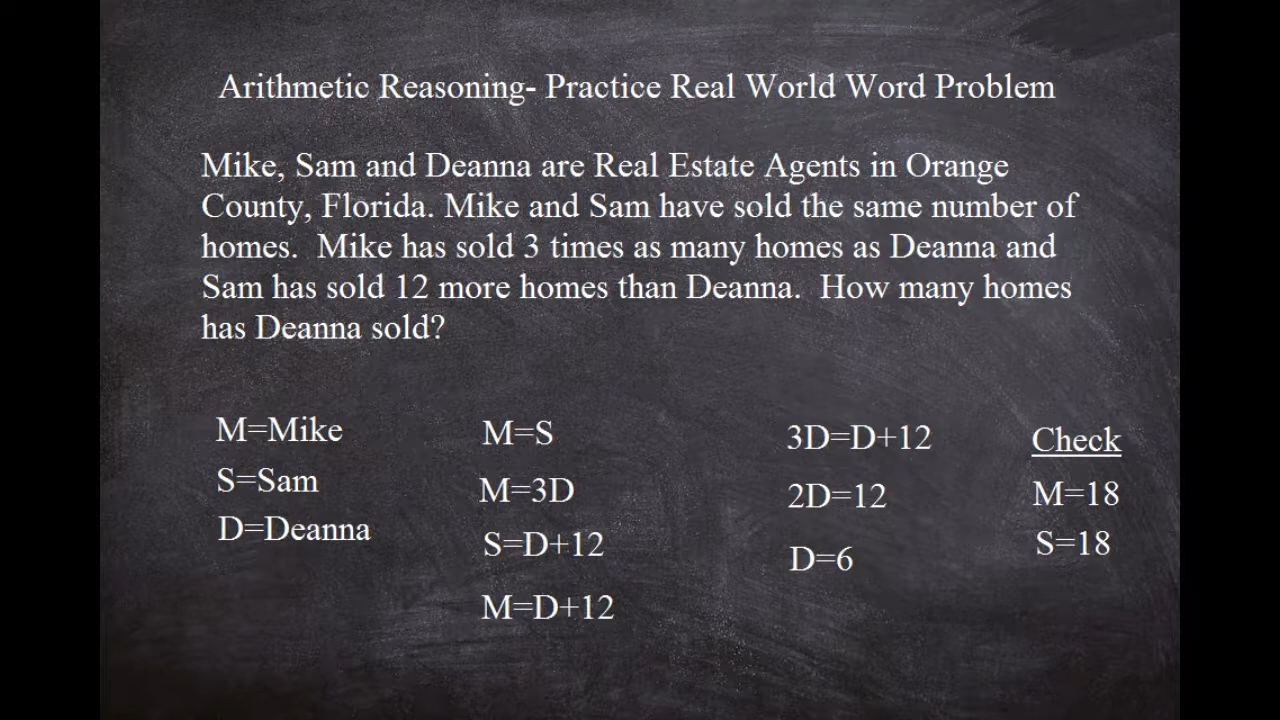 Arithmetic Reasoning- Practice Real World Word Problem
Mike, Sam and Deanna are Real Estate Agents in Orange
County, Florida. Mike and Sam have sold the same number of
homes.  Mike has sold 3 times as many homes as Deanna and
Sam has sold 12 more homes than Deanna.  How many homes
has Deanna sold?
M=Mike
S=Sam
D=Deanna
M=S
M=3D
S=D+12
M=D+12
3D=D+12
2D=12
D=6
Check
M=18
S=18